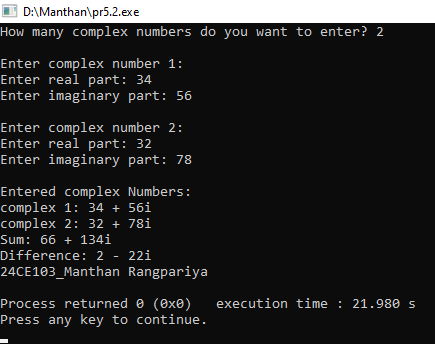 D:\Manthan\pr5.2.exe
How many complex numbers do you want to enter? 2
Enter complex number 1:
Enter real part: 34
Enter imaginary part: 56
Enter complex number 2:
Enter real part: 32
Enter imaginary part: 78
Entered complex Numbers:
complex 1: 34 + 56i
complex 2: 32 + 78i
Sum: 66 + 134i
Difference: 2 - 22i
24CE103_Manthan Rangpariya
Process returned 0 (0x0)   execution time : 21.980 s
Press any key to continue.